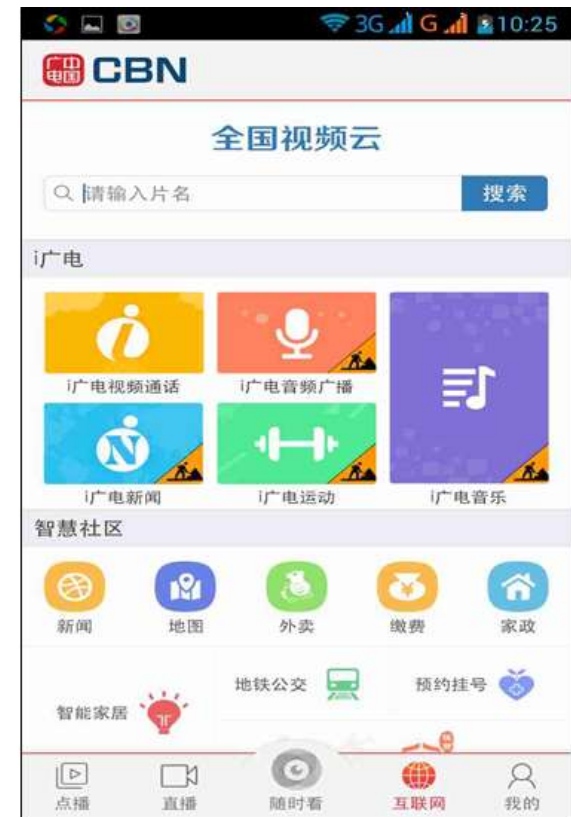 3G G 10:25
中国广电 CBN
全国视频云
请输入片名 搜索
i广电
i广电视频通话 i广电音频广播
i广电新闻 i广电运动 i广电音乐
智慧社区
新闻 地图 外卖 缴费 家政
地铁公交 预约挂号
智能家居
点播 直播 随时看 互联网 我的